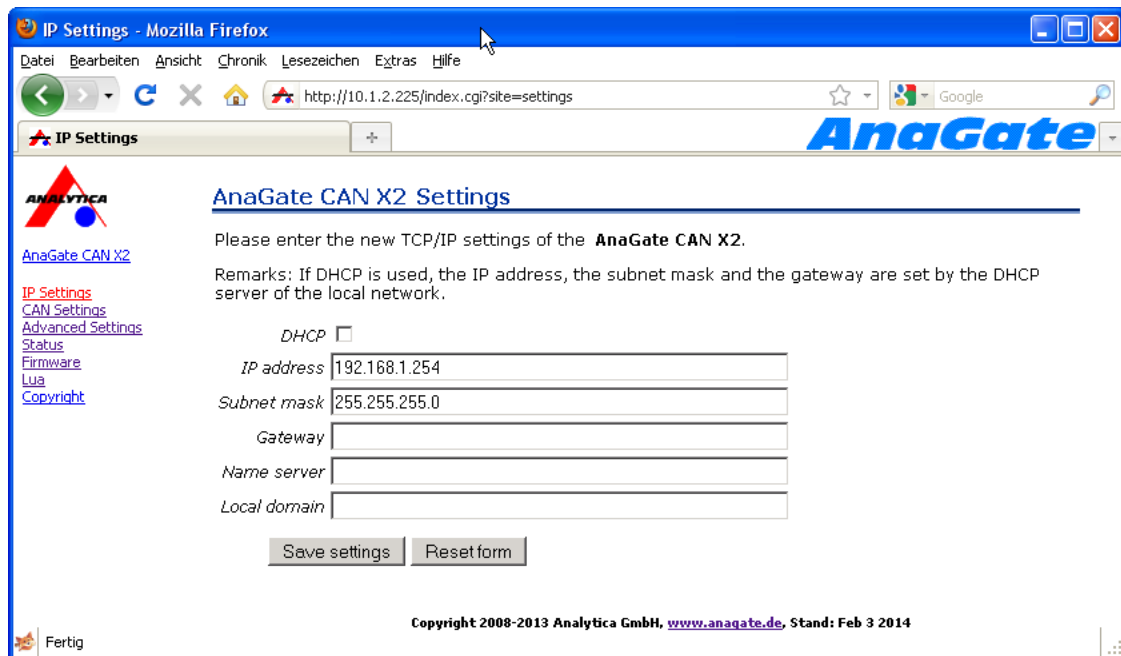 IP Settings - Mozilla Firefox
Datei Bearbeiten Ansicht Chronik Lesezeichen Extras Hilfe
http://10.1.2.225/index.cgi?site=settings
Google
IP Settings
AnaGate
ANALYTICA
AnaGate CAN X2 Settings
AnaGate CAN X2
IP Settings
CAN Settings
Advanced Settings
Status
Firmware
Lua
Copyright
Please enter the new TCP/IP settings of the AnaGate CAN X2.
Remarks: If DHCP is used, the IP address, the subnet mask and the gateway are set by the DHCP
server of the local network.
DHCP
IP address 192.168.1.254
Subnet mask 255.255.255.0
Gateway
Name server
Local domain
Save settings Reset form
Copyright 2008-2013 Analytica GmbH, www.anagate.de, Stand: Feb 3 2014
Fertig